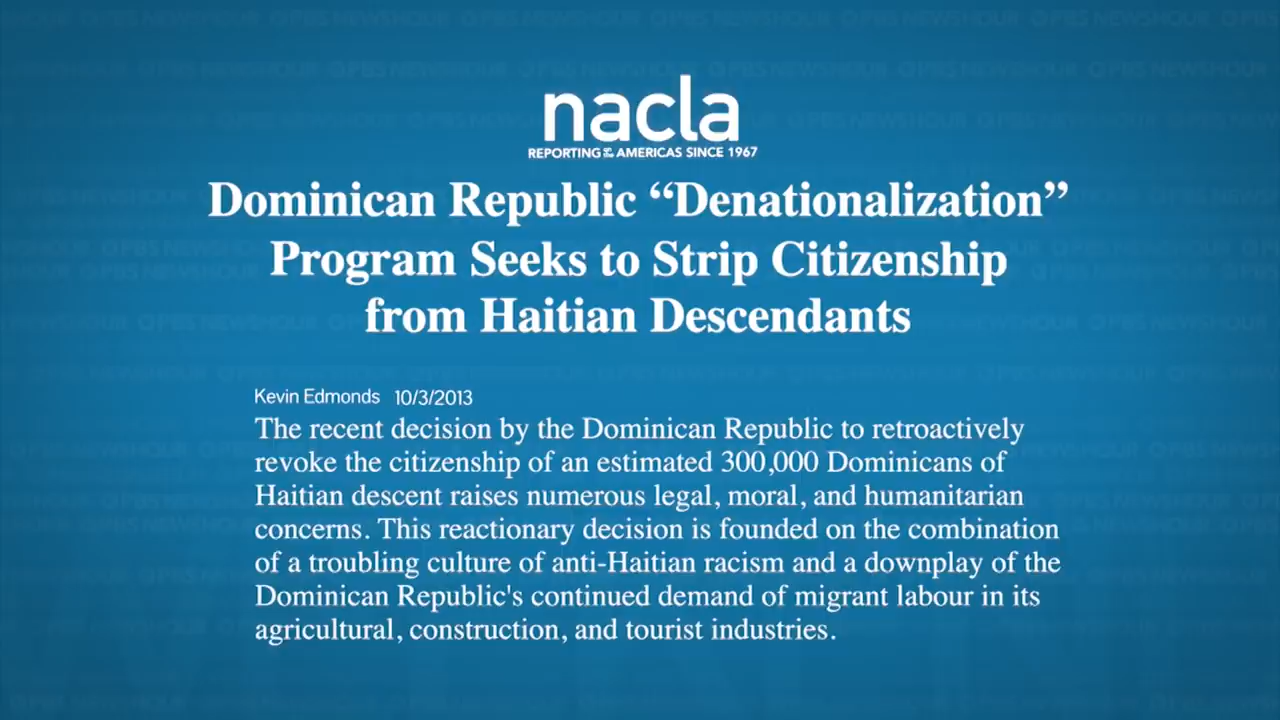 nacla
REPORTING ON THE AMERICAS SINCE 1967
Dominican Republic “Denationalization”
Program Seeks to Strip Citizenship
from Haitian Descendants
Kevin Edmonds 10/3/2013
The recent decision by the Dominican Republic to retroactively
revoke the citizenship of an estimated 300,000 Dominicans of
Haitian descent raises numerous legal, moral, and humanitarian
concerns. This reactionary decision is founded on the combination
of a troubling culture of anti-Haitian racism and a downplay of the
Dominican Republic's continued demand of migrant labour in its
agricultural, construction, and tourist industries.